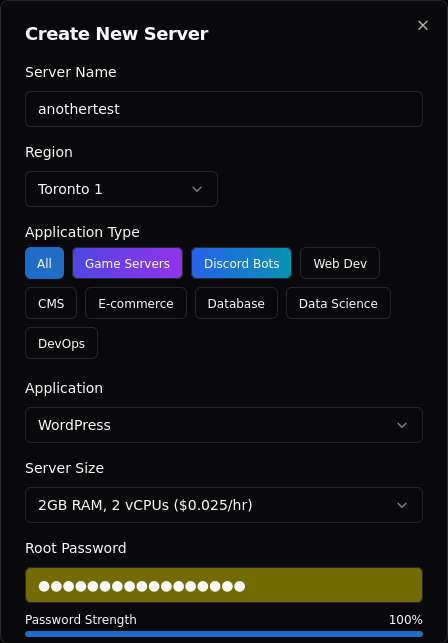 Create New Server
Server Name
anothertest
Region
Toronto 1
Application Type
All Game Servers Discord Bots Web Dev
CMS E-commerce Database Data Science
DevOps
Application
WordPress
Server Size
2GB RAM, 2 vCPUs ($0.025/hr)
Root Password
●●●●●●●●●●●●●●●●●
Password Strength 100%